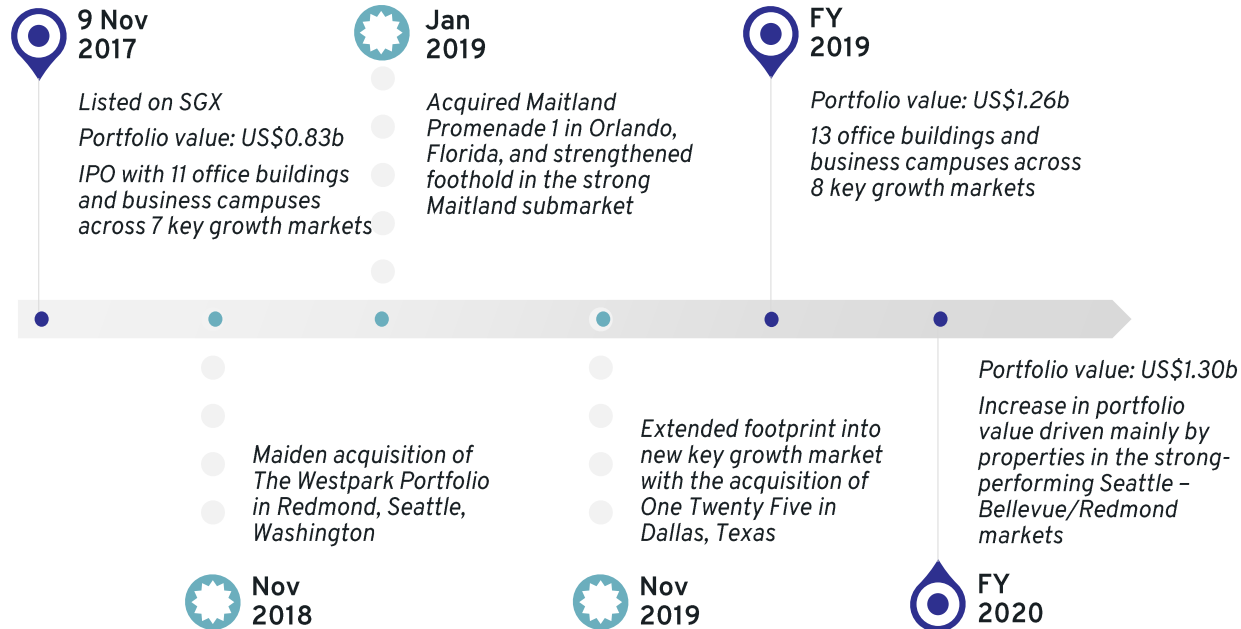 9 Nov
2017
Listed on SGX
Portfolio value: US$0.83b
IPO with 11 office buildings
and business campuses
across 7 key growth markets
Jan
2019
Acquired Maitland
Promenade 1 in Orlando,
Florida, and strengthened
foothold in the strong
Maitland submarket
FY
2019
Portfolio value: US$1.26b
13 office buildings and
business campuses across
8 key growth markets
Maiden acquisition of
The Westpark Portfolio
in Redmond, Seattle,
Washington
Nov
2018
Extended footprint into
new key growth market
with the acquisition of
One Twenty Five in
Dallas, Texas
Nov
2019
Portfolio value: US$1.30b
Increase in portfolio
value driven mainly by
properties in the strong-
performing Seattle –
Bellevue/Redmond
markets
FY
2020